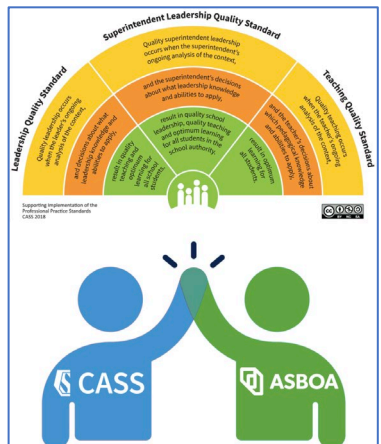 Superintendent Leadership Quality Standard
Leadership Quality Standard
Teaching Quality Standard
Quality leadership occurs
when the leader's ongoing
analysis of the context,
and decisions about what
leadership knowledge and
abilities to apply,
result in quality
teaching and
optimum
learning for
all school
students.
Quality superintendent leadership
occurs when the superintendent's
ongoing analysis of the context,
and the superintendent's decisions
about what leadership knowledge
and abilities to apply,
result in quality school
leadership, quality teaching
and optimum learning
for all students in the
school authority.
Quality teaching occurs
when the teacher's ongoing
analysis of the context,
and the teacher's decisions about
which pedagogical knowledge
and abilities to apply,
result in optimum
learning for
all students.
Supporting Implementation of the
Professional Practice Standards
CASS 2018
CC BY NC SA
CASS
ASBOA